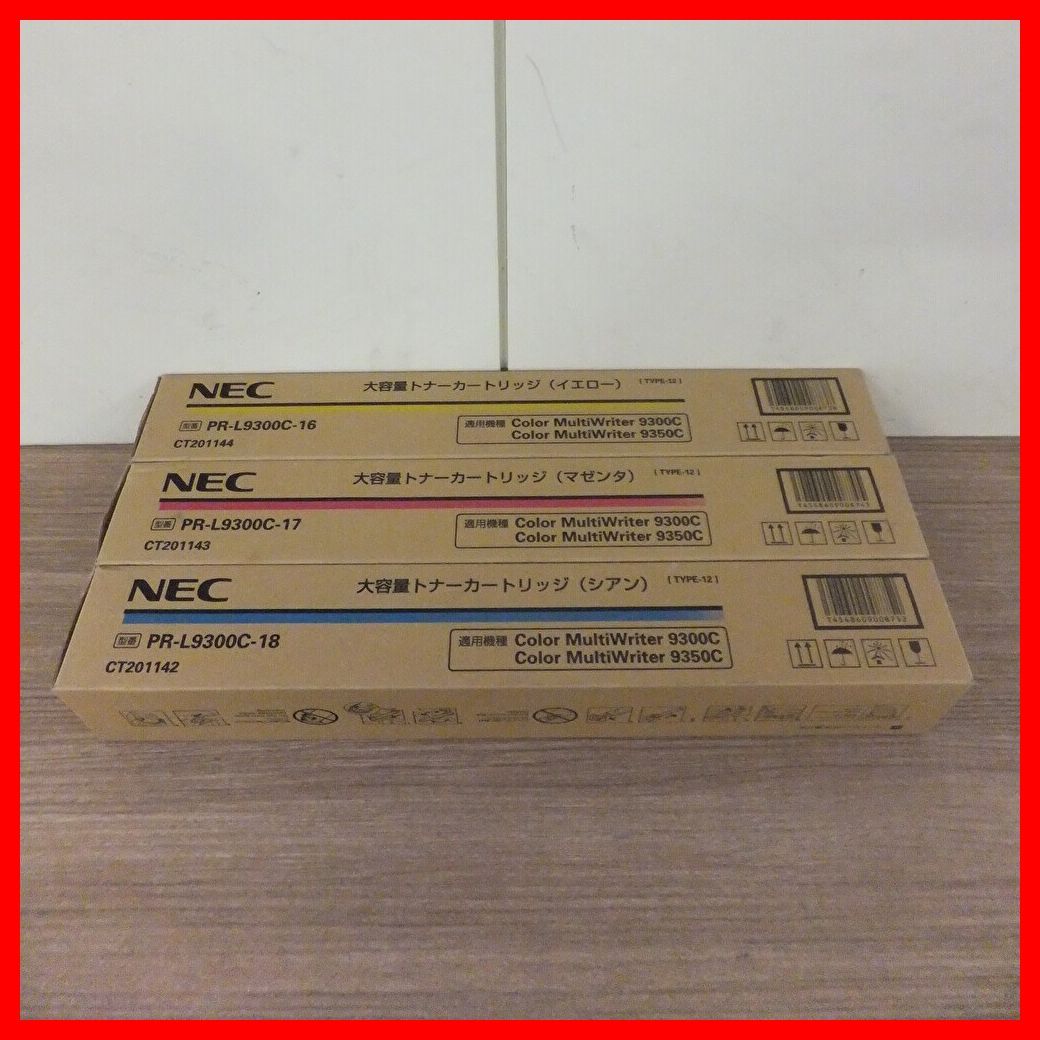 NEC
大容量トナーカートリッジ（イエロー） [ TYPE-12 ]
型番 PR-L9300C-16
適用機種 Color MultiWriter 9300C
Color MultiWriter 9350C
CT201144
NEC
大容量トナーカートリッジ（マゼンタ） [ TYPE-12 ]
型番 PR-L9300C-17
適用機種 Color MultiWriter 9300C
Color MultiWriter 9350C
CT201143
NEC
大容量トナーカートリッジ（シアン） [ TYPE-12 ]
型番 PR-L9300C-18
適用機種 Color MultiWriter 9300C
Color MultiWriter 9350C
CT201142